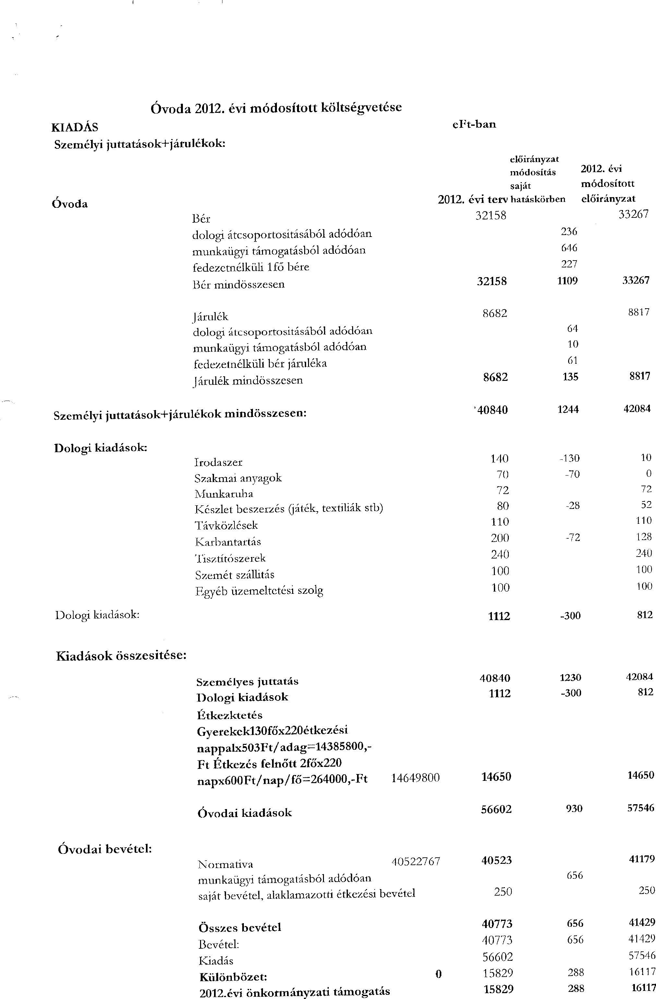 Óvoda 2012. évi módosított költségvetése
KIADÁS eFt-ban
Személyi juttatások+járulékok:
előirányzat
módosítás 2012. évi
saját módosított
Óvoda 2012. évi terv hatáskörben előirányzat
Bér 32158 33267
dologi átcsoportositásából adódóan 236
munkaügyi támogatásból adódóan 646
fedezetnélküli 1fő bére 227
Bér mindösszesen 32158 1109 33267
Járulék 8682 8817
dologi átcsoportositásából adódóan 64
munkaügyi támogatásból adódóan 10
fedezetnélküli bér járuléka 61
Járulék mindösszesen 8682 135 8817
Személyi juttatások+járulékok mindösszesen: 40840 1244 42084
Dologi kiadások:
Irodaszer 140 -130 10
Szakmai anyagok 70 -70 0
Munkaruha 72 72
Készlet beszerzés (játék, textiliák stb) 80 -28 52
Távközlések 110 110
Karbantartás 200 -72 128
Tisztítószerek 240 240
Szemét szállitás 100 100
Egyéb üzemeltetési szolg 100 100
Dologi kiadások: 1112 -300 812
Kiadások összesitése:
Személyes juttatás 40840 1230 42084
Dologi kiadások 1112 -300 812
Étkezktetés
Gyerekek130főx220étkezési
nappalx503Ft/adag=14385800,-
Ft Étkezés felnőtt 2főx220
napx600Ft/nap/fő=264000,-Ft 14649800 14650 14650
Óvodai kiadások 56602 930 57546
Óvodai bevétel:
Normativa 40522767 40523 41179
munkaügyi támogatásból adódóan 656
saját bevétel, alaklamazotti étkezési bevétel 250 250
Összes bevétel 40773 656 41429
Bevétel: 40773 656 41429
Kiadás 56602 57546
Különbözet: 0 15829 288 16117
2012.évi önkormányzati támogatás 15829 288 16117